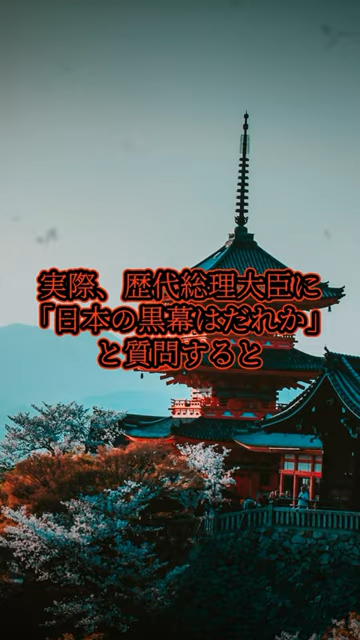 実際、歴代総理大臣に
「日本の黒幕はだれか」
と質問すると